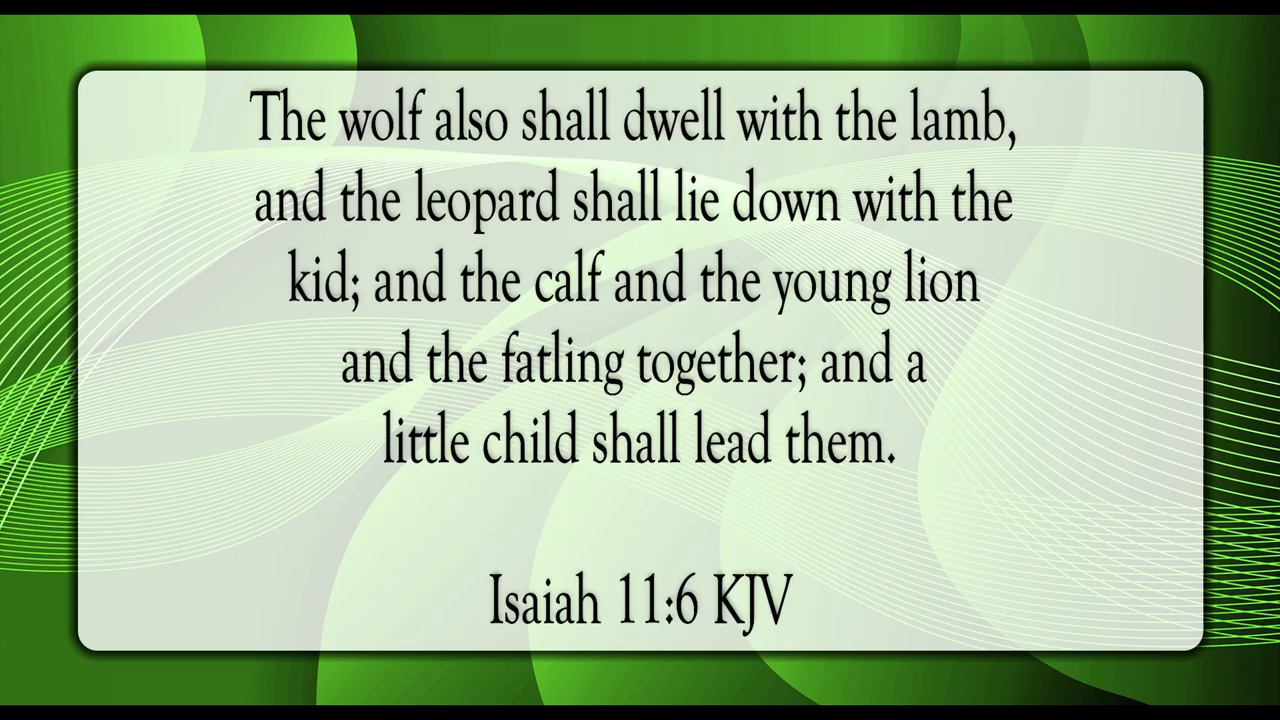 The wolf also shall dwell with the lamb,
and the leopard shall lie down with the
kid; and the calf and the young lion
and the fatling together; and a
little child shall lead them.
Isaiah 11:6 KJV